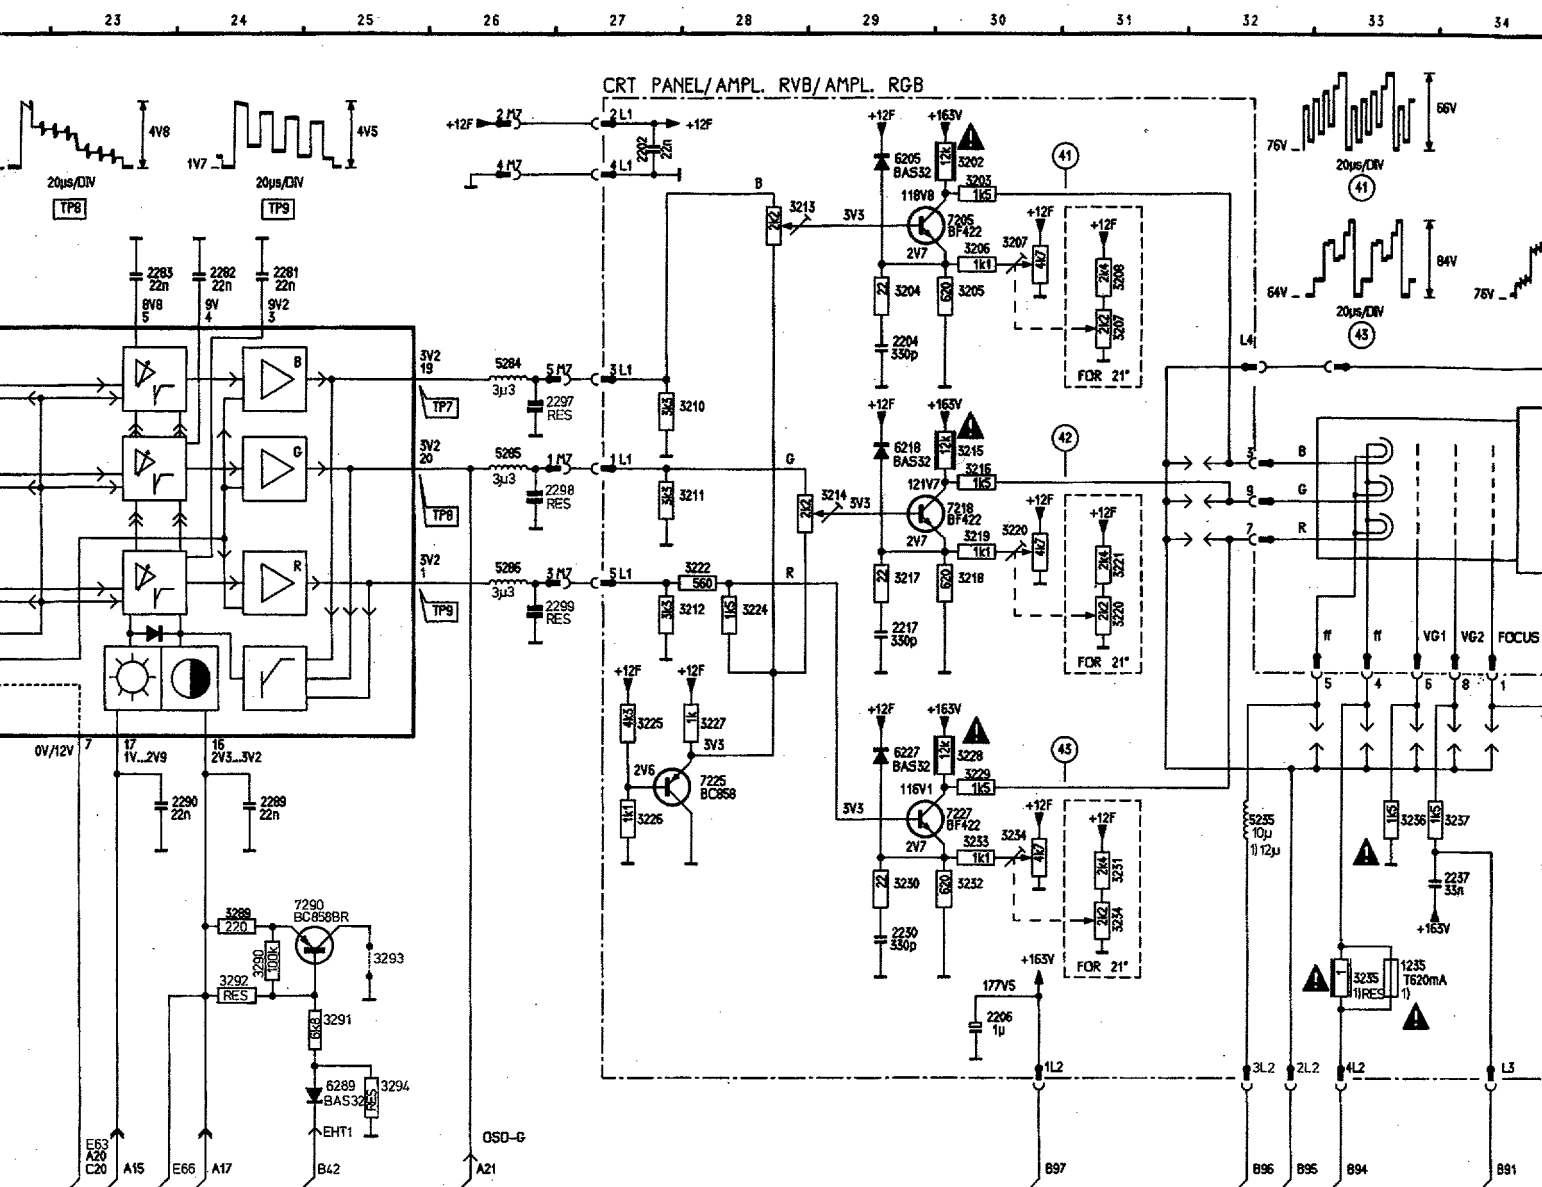 23 24 25 26 27 28 29 30 31 32 33 34
CRT PANEL/AMPL. RVB/AMPL. RGB
4V8
20µs/DIV
TP8
1V7
4V5
20µs/DIV
TP9
+12F
2 M7
2 L1
+12F
2202
22n
4 M7
4 L1
2283
22n
8V8
5
2282
22n
9V
4
2281
22n
9V2
3
B
G
R
3V2
19
TP7
3V2
20
TP8
3V2
1
TP9
5284
3µ3
5 M7
3 L1
2297
RES
5285
3µ3
1 M7
1 L1
2298
RES
5286
3µ3
3 M7
5 L1
2299
RES
3k3
3210
3k3
3211
3k3
3212
3222
560
1k5
3224
B
2k2
3213
3V3
G
2k2
3214
3V3
R
3V3
+12F
4k3
3225
+12F
1k
3227
3V3
2V6
7225
BC858
1k1
3226
+12F
6205
BAS32
+163V
12k
3202
3203
1k5
118V8
7205
BF422
2V7
3206
1k1
3207
+12F
4k7
22
3204
620
3205
2204
330p
41
+12F
2k4
3208
2k2
3207
FOR 21"
+12F
6218
BAS32
+163V
12k
3215
3216
1k5
121V7
7218
BF422
2V7
3219
1k1
3220
+12F
4k7
22
3217
620
3218
2217
330p
42
+12F
2k4
3221
2k2
3220
FOR 21"
+12F
6227
BAS32
+163V
12k
3228
3229
1k5
116V1
7227
BF422
2V7
3233
1k1
3234
+12F
4k7
22
3230
620
3232
2230
330p
43
+12F
2k4
3231
2k2
3234
FOR 21"
+163V
177V5
2206
1µ
1L2
B97
76V
66V
20µs/DIV
41
64V
84V
20µs/DIV
43
76V
L4
3
B
9
G
7
R
ff
ff
VG1
VG2
FOCUS
5
4
6
8
1
5235
10µ
1) 12µ
1k5
3236
1k5
3237
2237
33n
+163V
1
3235
1)RES
1235
T620mA
1)
3L2
2L2
4L2
L3
B96
B95
B94
B91
0V/12V
7
17
1V...2V9
16
2V3...3V2
2290
22n
2289
22n
3289
220
7290
BC858BR
3290
100k
3293
3292
RES
6k8
3291
6289
BAS32
RES
3294
EHT1
OSD-G
E63
A20
C20
A15
E66
A17
B42
A21